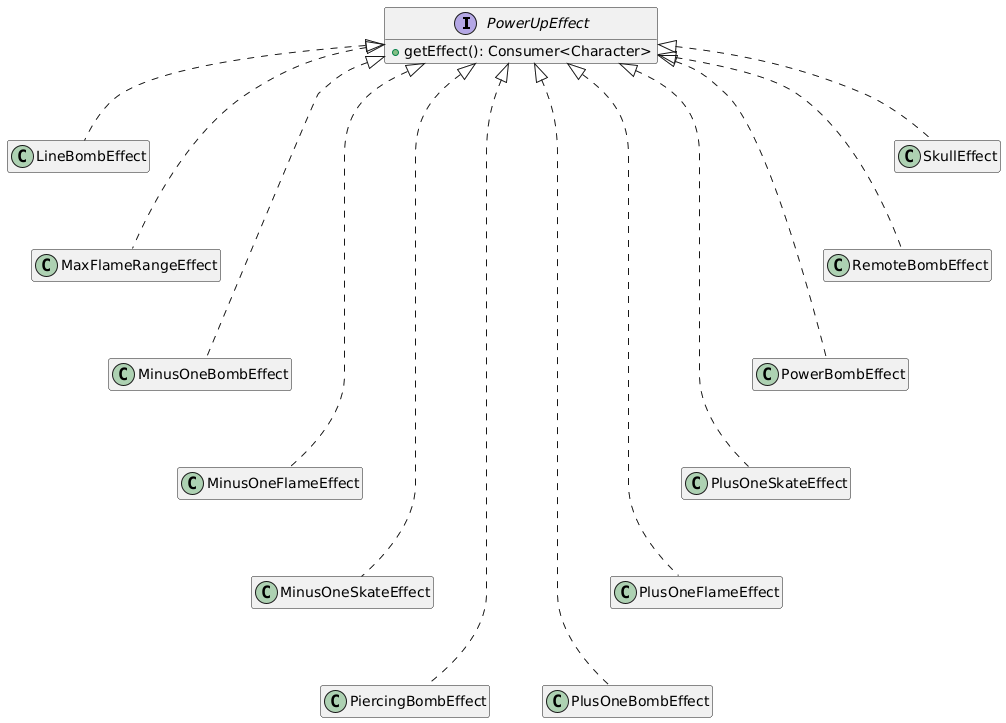 I PowerUpEffect
getEffect(): Consumer<Character>
C LineBombEffect
C SkullEffect
C MaxFlameRangeEffect
C RemoteBombEffect
C MinusOneBombEffect
C PowerBombEffect
C MinusOneFlameEffect
C PlusOneSkateEffect
C MinusOneSkateEffect
C PlusOneFlameEffect
C PiercingBombEffect
C PlusOneBombEffect